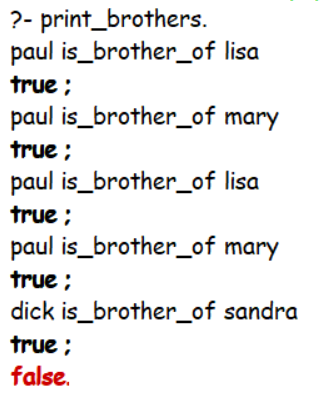 ?- print_brothers.
paul is_brother_of lisa
true ;
paul is_brother_of mary
true ;
paul is_brother_of lisa
true ;
paul is_brother_of mary
true ;
dick is_brother_of sandra
true ;
false.